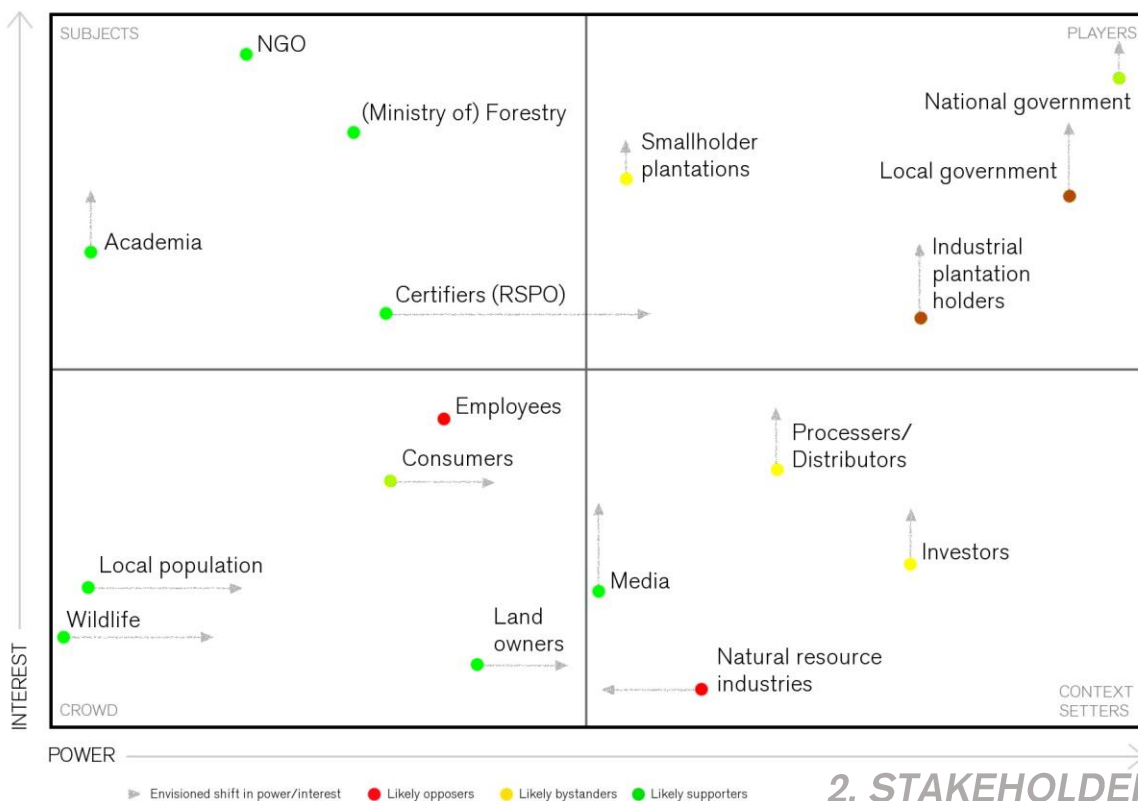 SUBJECTS
PLAYERS
NGO
(Ministry of) Forestry
National government
Smallholder
plantations
Local government
Academia
Industrial
plantation
holders
Certifiers (RSPO)
Employees
Consumers
Processers/
Distributors
Investors
Local population
Media
Wildlife
Land
owners
Natural resource
industries
INTEREST
CROWD
CONTEXT
SETTERS
POWER
Envisioned shift in power/interest
Likely opposers
Likely bystanders
Likely supporters
2. STAKEHOLDER